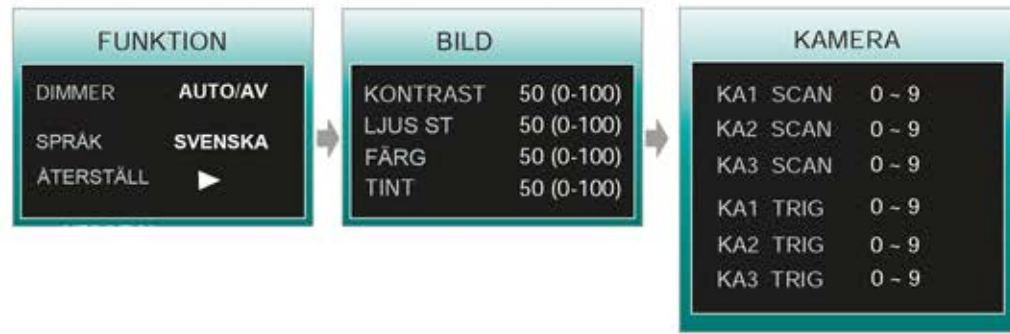 FUNKTION
DIMMER AUTO/AV
SPRÅK SVENSKA
ÅTERSTÄLL
BILD
KONTRAST 50 (0-100)
LJUS ST 50 (0-100)
FÄRG 50 (0-100)
TINT 50 (0-100)
KAMERA
KA1 SCAN 0 ~ 9
KA2 SCAN 0 ~ 9
KA3 SCAN 0 ~ 9
KA1 TRIG 0 ~ 9
KA2 TRIG 0 ~ 9
KA3 TRIG 0 ~ 9